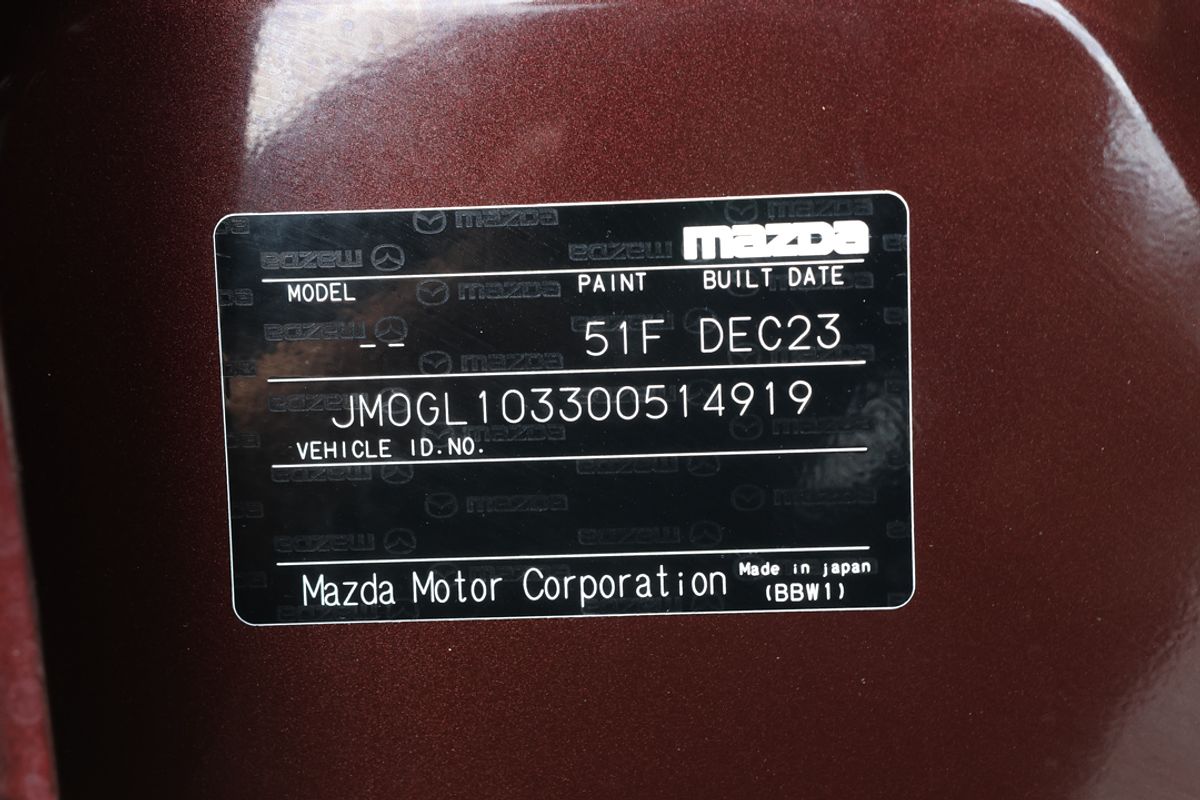 mazda
MODEL PAINT BUILT DATE
-- 51F DEC23
JM0GL103300514919
VEHICLE ID.NO.
Mazda Motor Corporation Made in japan
(BBW1)